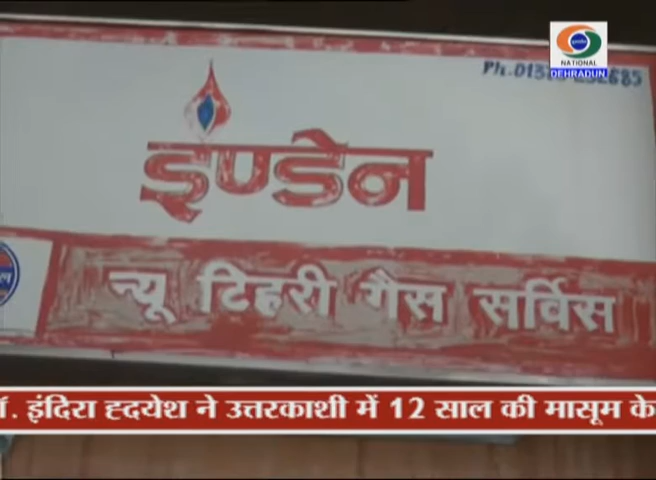 NATIONAL
DEHRADUN
इण्डेन
न्यू टिहरी गैस सर्विस
. इंदिरा ह्दयेश ने उत्तरकाशी में 12 साल की मासूम के